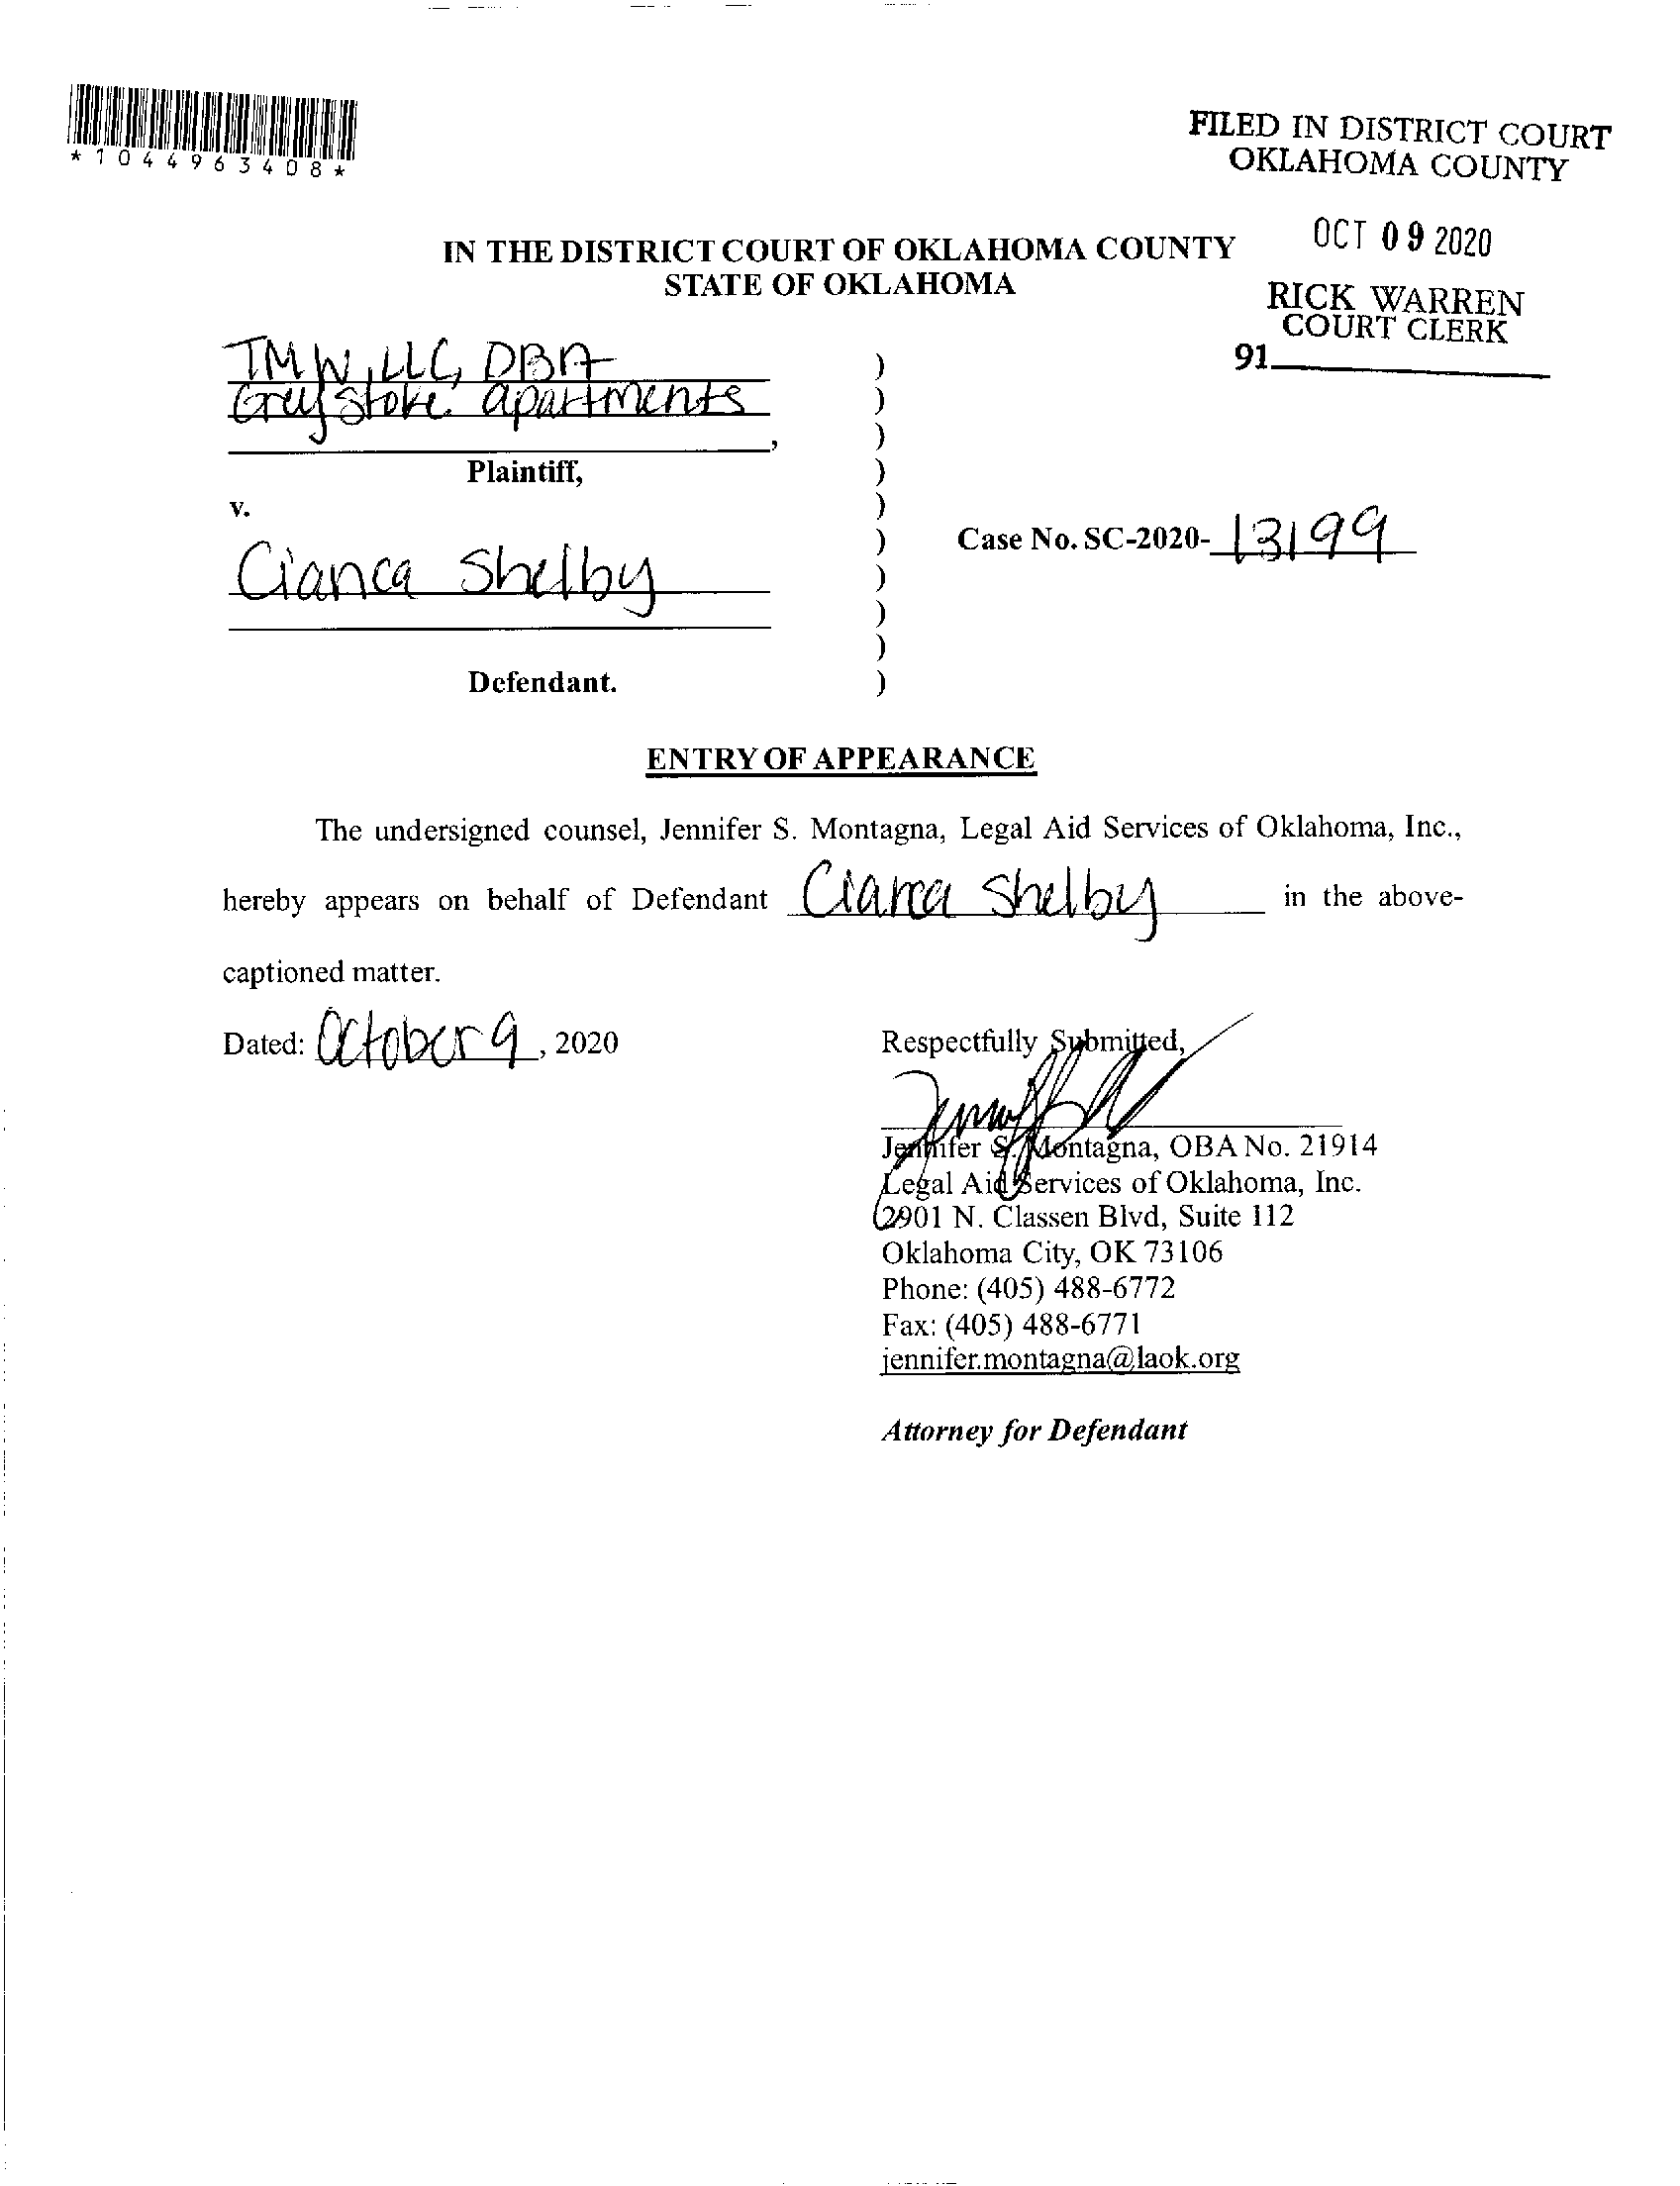 *1044963408*
FILED IN DISTRICT COURT
OKLAHOMA COUNTY
OCT 09 2020
RICK WARREN
COURT CLERK
91
IN THE DISTRICT COURT OF OKLAHOMA COUNTY
STATE OF OKLAHOMA
TMW, LLC, DBA
Greystoke apartments
,
Plaintiff,
v.
Cianca Shelby
Defendant.
)
)
)
)
)
)
)
)
)
)
Case No. SC-2020- 13199
ENTRY OF APPEARANCE
The undersigned counsel, Jennifer S. Montagna, Legal Aid Services of Oklahoma, Inc.,
hereby appears on behalf of Defendant Cianca Shelby in the above-
captioned matter.
Dated: October 9, 2020
Respectfully Submitted,
Jennifer S. Montagna, OBA No. 21914
Legal Aid Services of Oklahoma, Inc.
2901 N. Classen Blvd, Suite 112
Oklahoma City, OK 73106
Phone: (405) 488-6772
Fax: (405) 488-6771
jennifer.montagna@laok.org
Attorney for Defendant